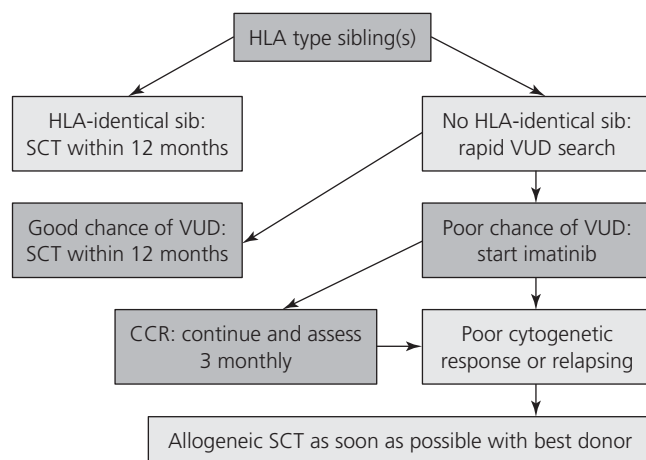 HLA type sibling(s)
HLA-identical sib:
SCT within 12 months
No HLA-identical sib:
rapid VUD search
Good chance of VUD:
SCT within 12 months
Poor chance of VUD:
start imatinib
CCR: continue and assess
3 monthly
Poor cytogenetic
response or relapsing
Allogeneic SCT as soon as possible with best donor